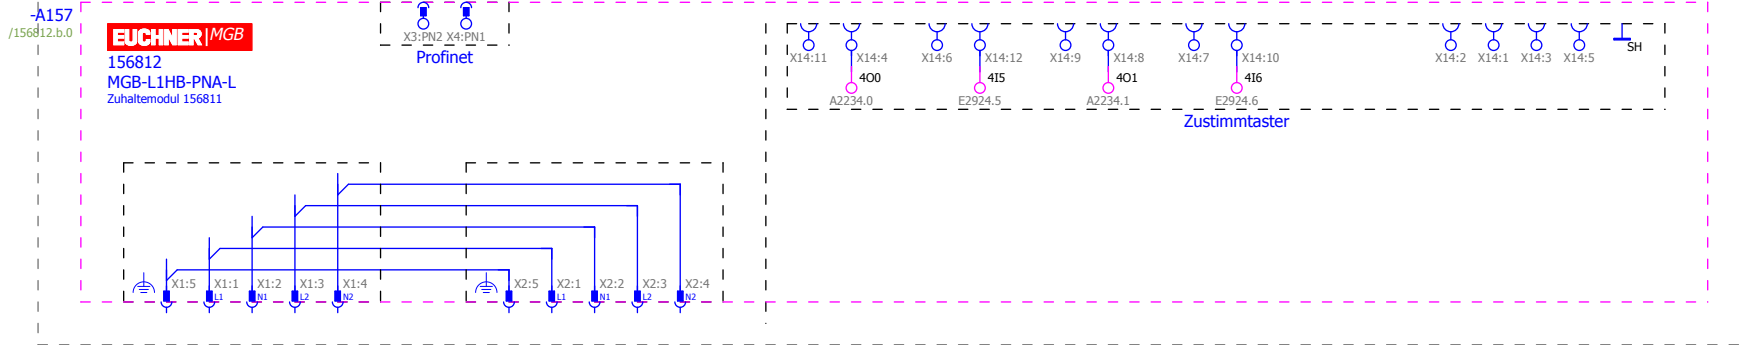 -A157
/156812.b.0
EUCHNER MGB
156812
MGB-L1HB-PNA-L
Zuhaltemodul 156811
X3:PN2 X4:PN1
Profinet
X14:11 X14:4 X14:6 X14:12 X14:9 X14:8 X14:7 X14:10 X14:2 X14:1 X14:3 X14:5 SH
4O0 4I5 4O1 4I6
A2234.0 E2924.5 A2234.1 E2924.6
Zustimmtaster
X1:5 X1:1 X1:2 X1:3 X1:4 X2:5 X2:1 X2:2 X2:3 X2:4
L1 N1 L2 N2 L1 N1 L2 N2